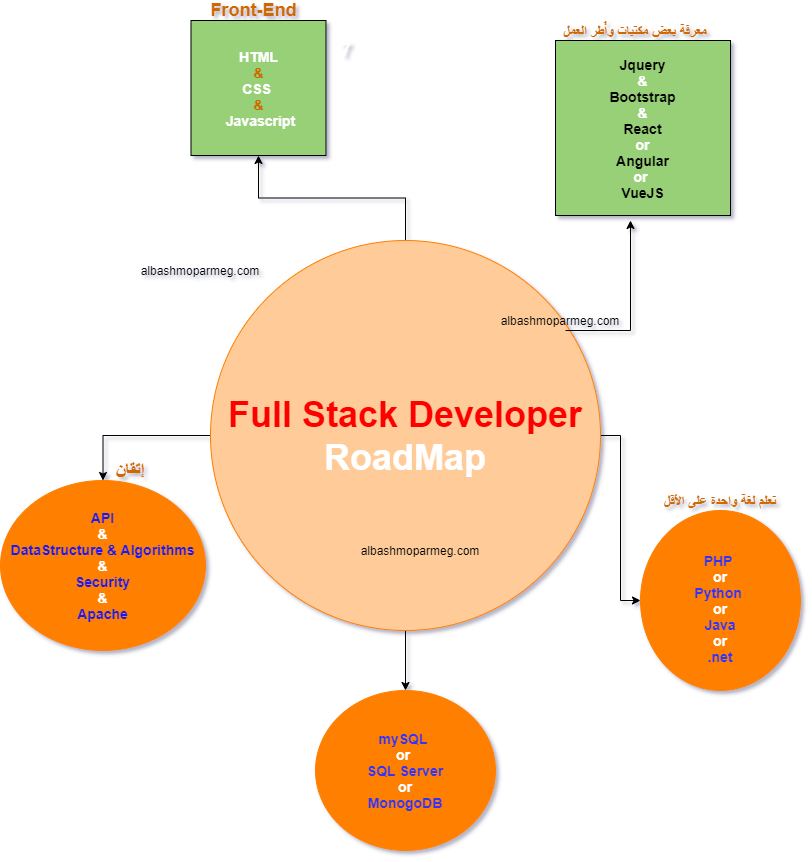 Front-End
HTML
&
CSS
&
Javascript
معرفة بعض مكتبات وأطر العمل
Jquery
&
Bootstrap
&
React
or
Angular
or
VueJS
albashmoparmeg.com
albashmoparmeg.com
Full Stack Developer
RoadMap
albashmoparmeg.com
إتقان
API
&
DataStructure & Algorithms
&
Security
&
Apache
تعلم لغة واحدة على الأقل
PHP
or
Python
or
Java
or
.net
mySQL
or
SQL Server
or
MonogoDB